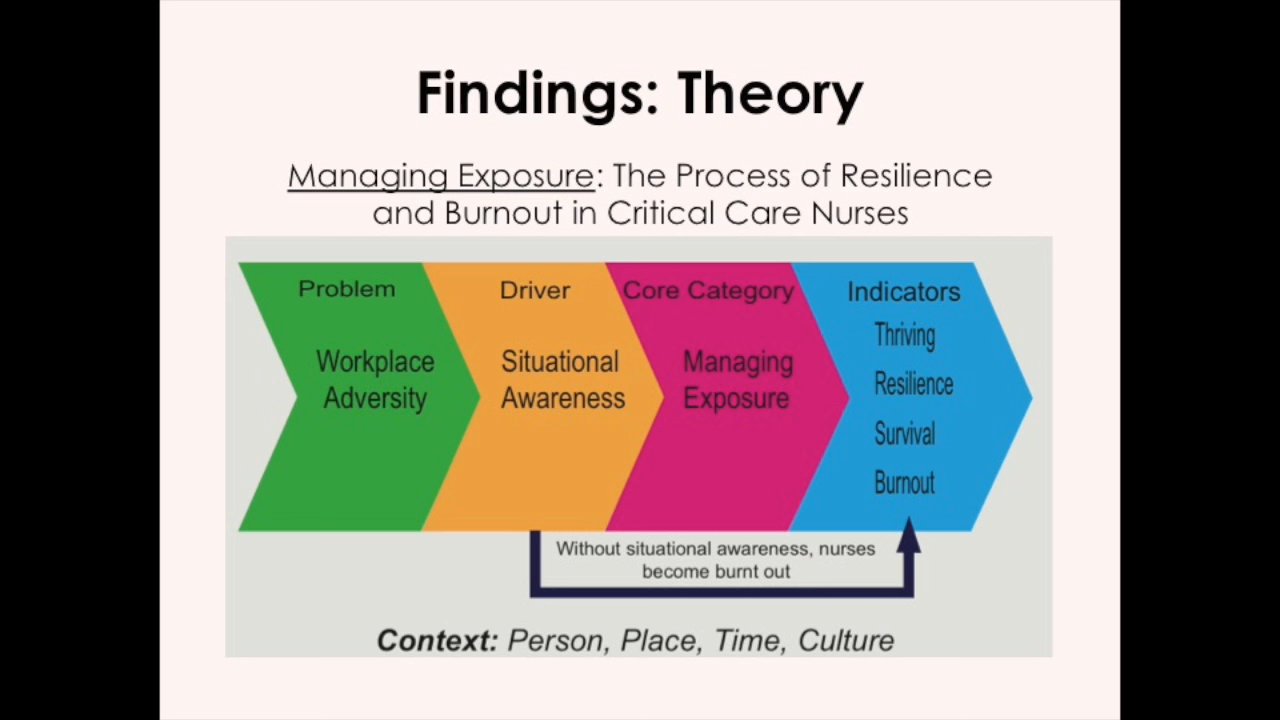 Findings: Theory
Managing Exposure: The Process of Resilience
and Burnout in Critical Care Nurses
Problem
Workplace
Adversity
Driver
Situational
Awareness
Core Category
Managing
Exposure
Indicators
Thriving
Resilience
Survival
Burnout
Without situational awareness, nurses
become burnt out
Context: Person, Place, Time, Culture